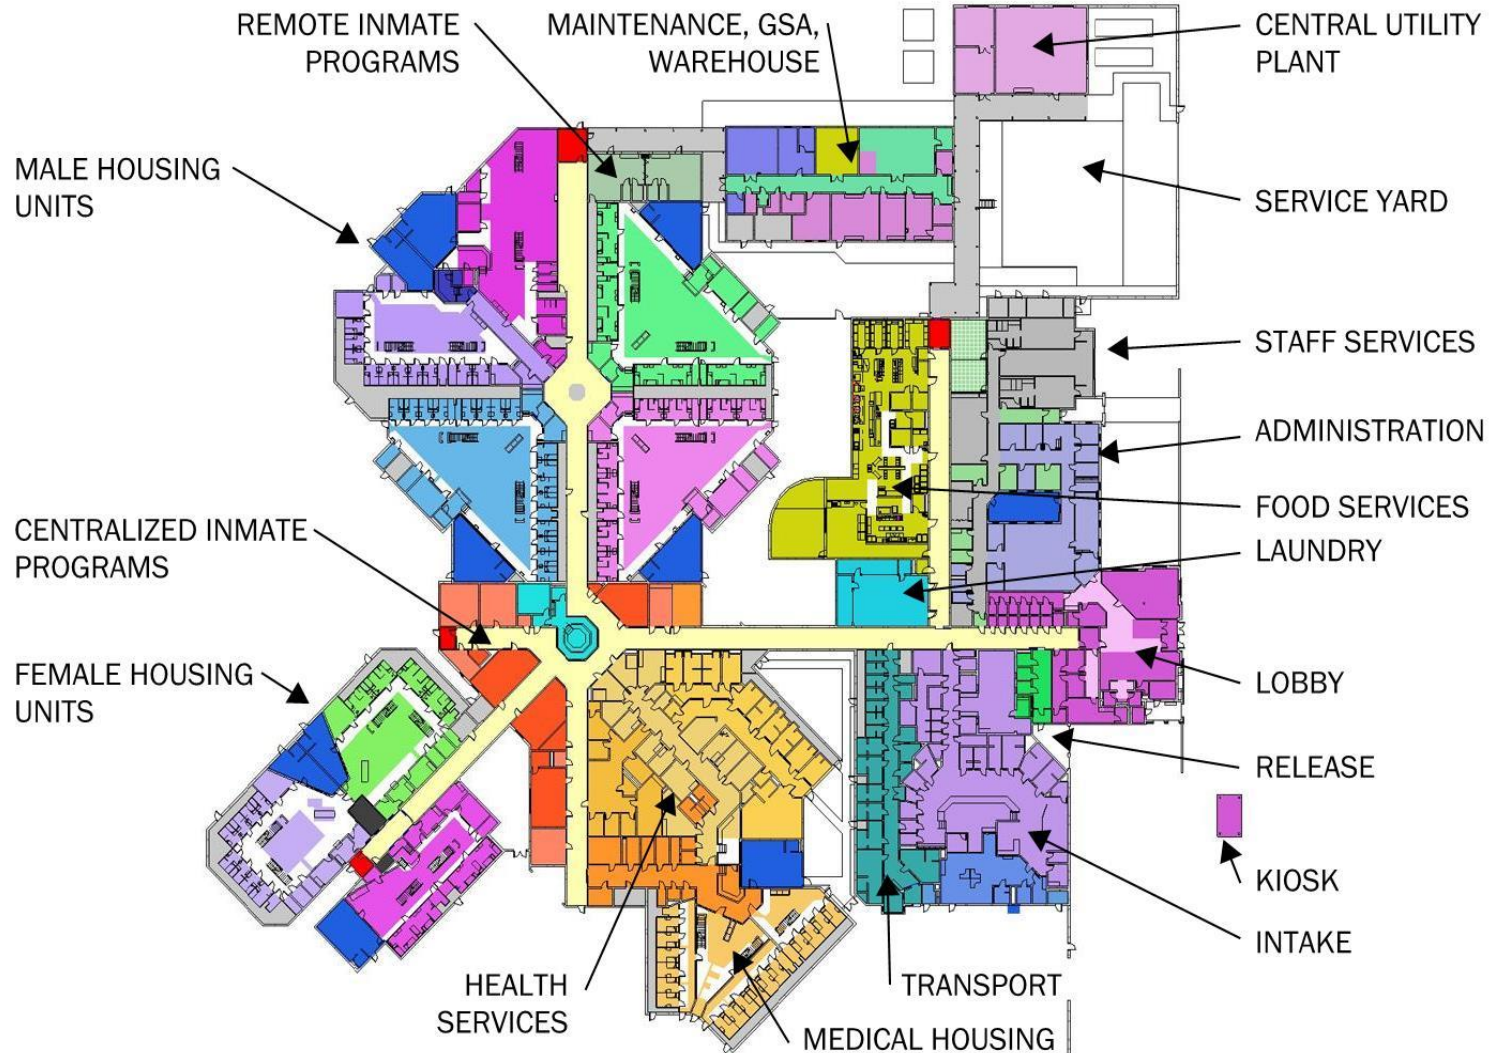 REMOTE INMATE
PROGRAMS
MAINTENANCE, GSA,
WAREHOUSE
CENTRAL UTILITY
PLANT
MALE HOUSING
UNITS
SERVICE YARD
STAFF SERVICES
ADMINISTRATION
FOOD SERVICES
LAUNDRY
CENTRALIZED INMATE
PROGRAMS
FEMALE HOUSING
UNITS
LOBBY
RELEASE
KIOSK
INTAKE
HEALTH
SERVICES
TRANSPORT
MEDICAL HOUSING